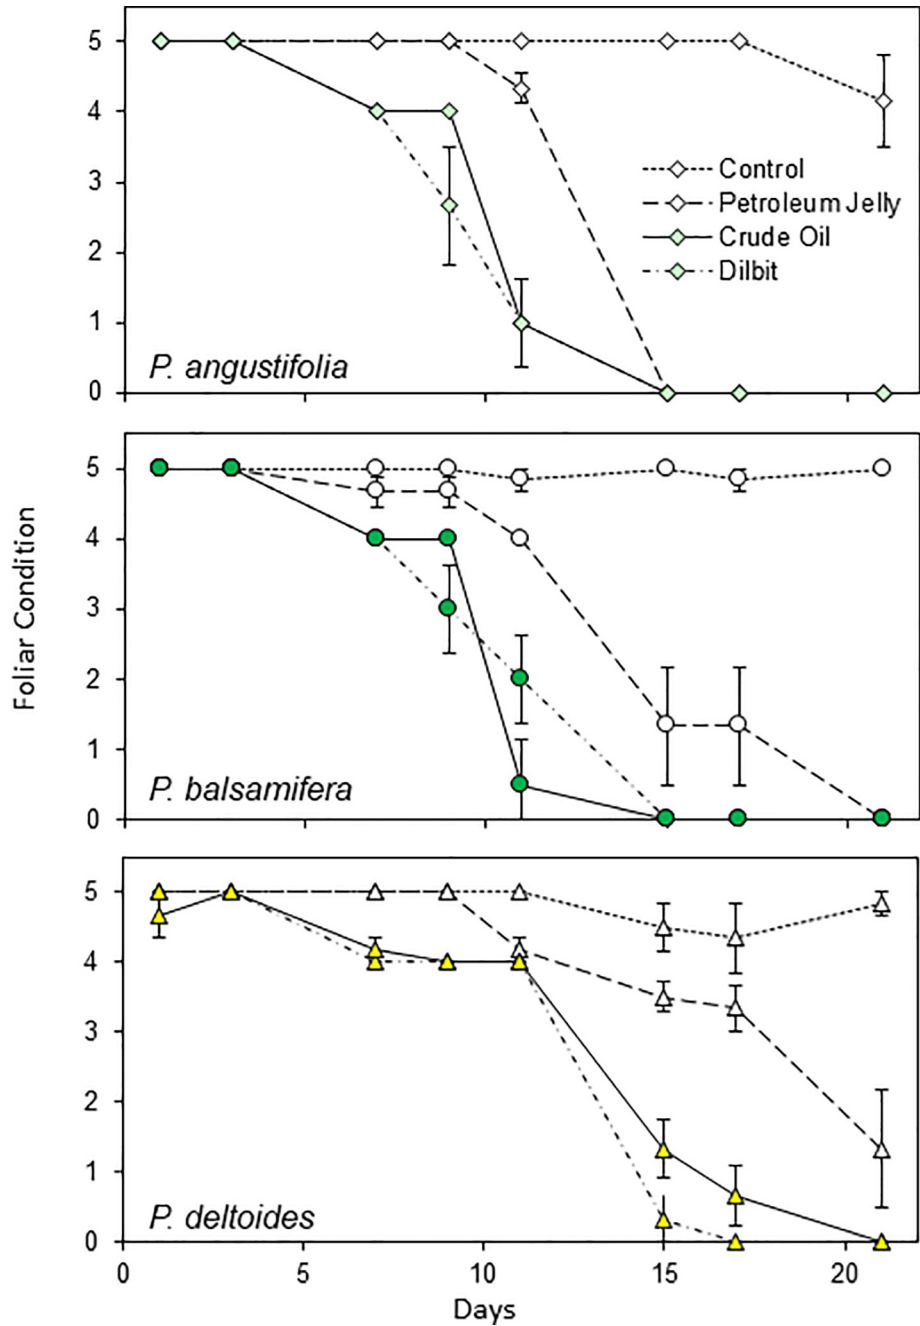 5
4
3
2
1
0
Control
Petroleum Jelly
Crude Oil
Dilbit
P. angustifolia
Foliar Condition
5
4
3
2
1
0
P. balsamifera
5
4
3
2
1
0
P. deltoides
0 5 10 15 20
Days